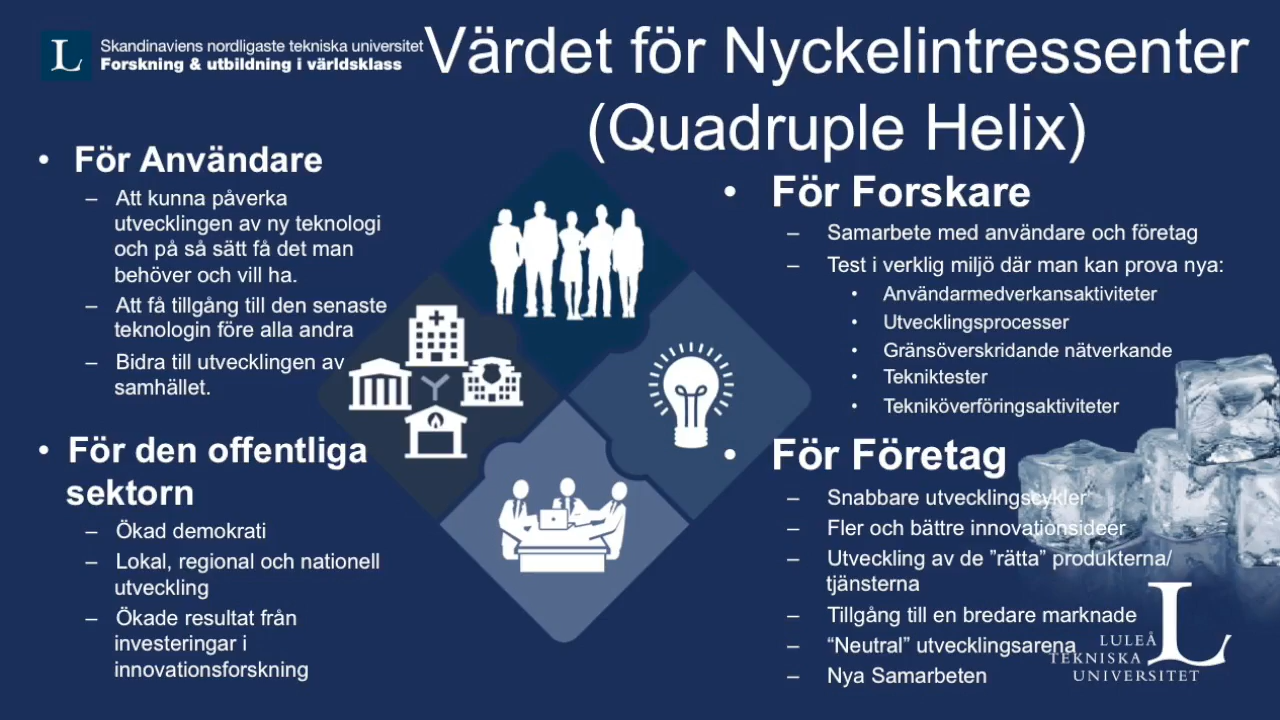 Skandinaviens nordligaste tekniska universitet
Forskning & utbildning i världsklass
Värdet för Nyckelintressenter
(Quadruple Helix)
• För Användare
– Att kunna påverka
utvecklingen av ny teknologi
och på så sätt få det man
behöver och vill ha.
– Att få tillgång till den senaste
teknologin före alla andra
– Bidra till utvecklingen av
samhället.
• För den offentliga
sektorn
– Ökad demokrati
– Lokal, regional och nationell
utveckling
– Ökade resultat från
investeringar i
innovationsforskning
• För Forskare
– Samarbete med användare och företag
– Test i verklig miljö där man kan prova nya:
• Användarmedverkansaktiviteter
• Utvecklingsprocesser
• Gränsöverskridande nätverkande
• Tekniktester
• Tekniköverföringsaktiviteter
• För Företag
– Snabbare utvecklingscykler
– Fler och bättre innovationsideer
– Utveckling av de ”rätta” produkterna/
tjänsterna
– Tillgång till en bredare marknade
– “Neutral” utvecklingsarena
– Nya Samarbeten
LULEÅ
TEKNISKA
UNIVERSITET